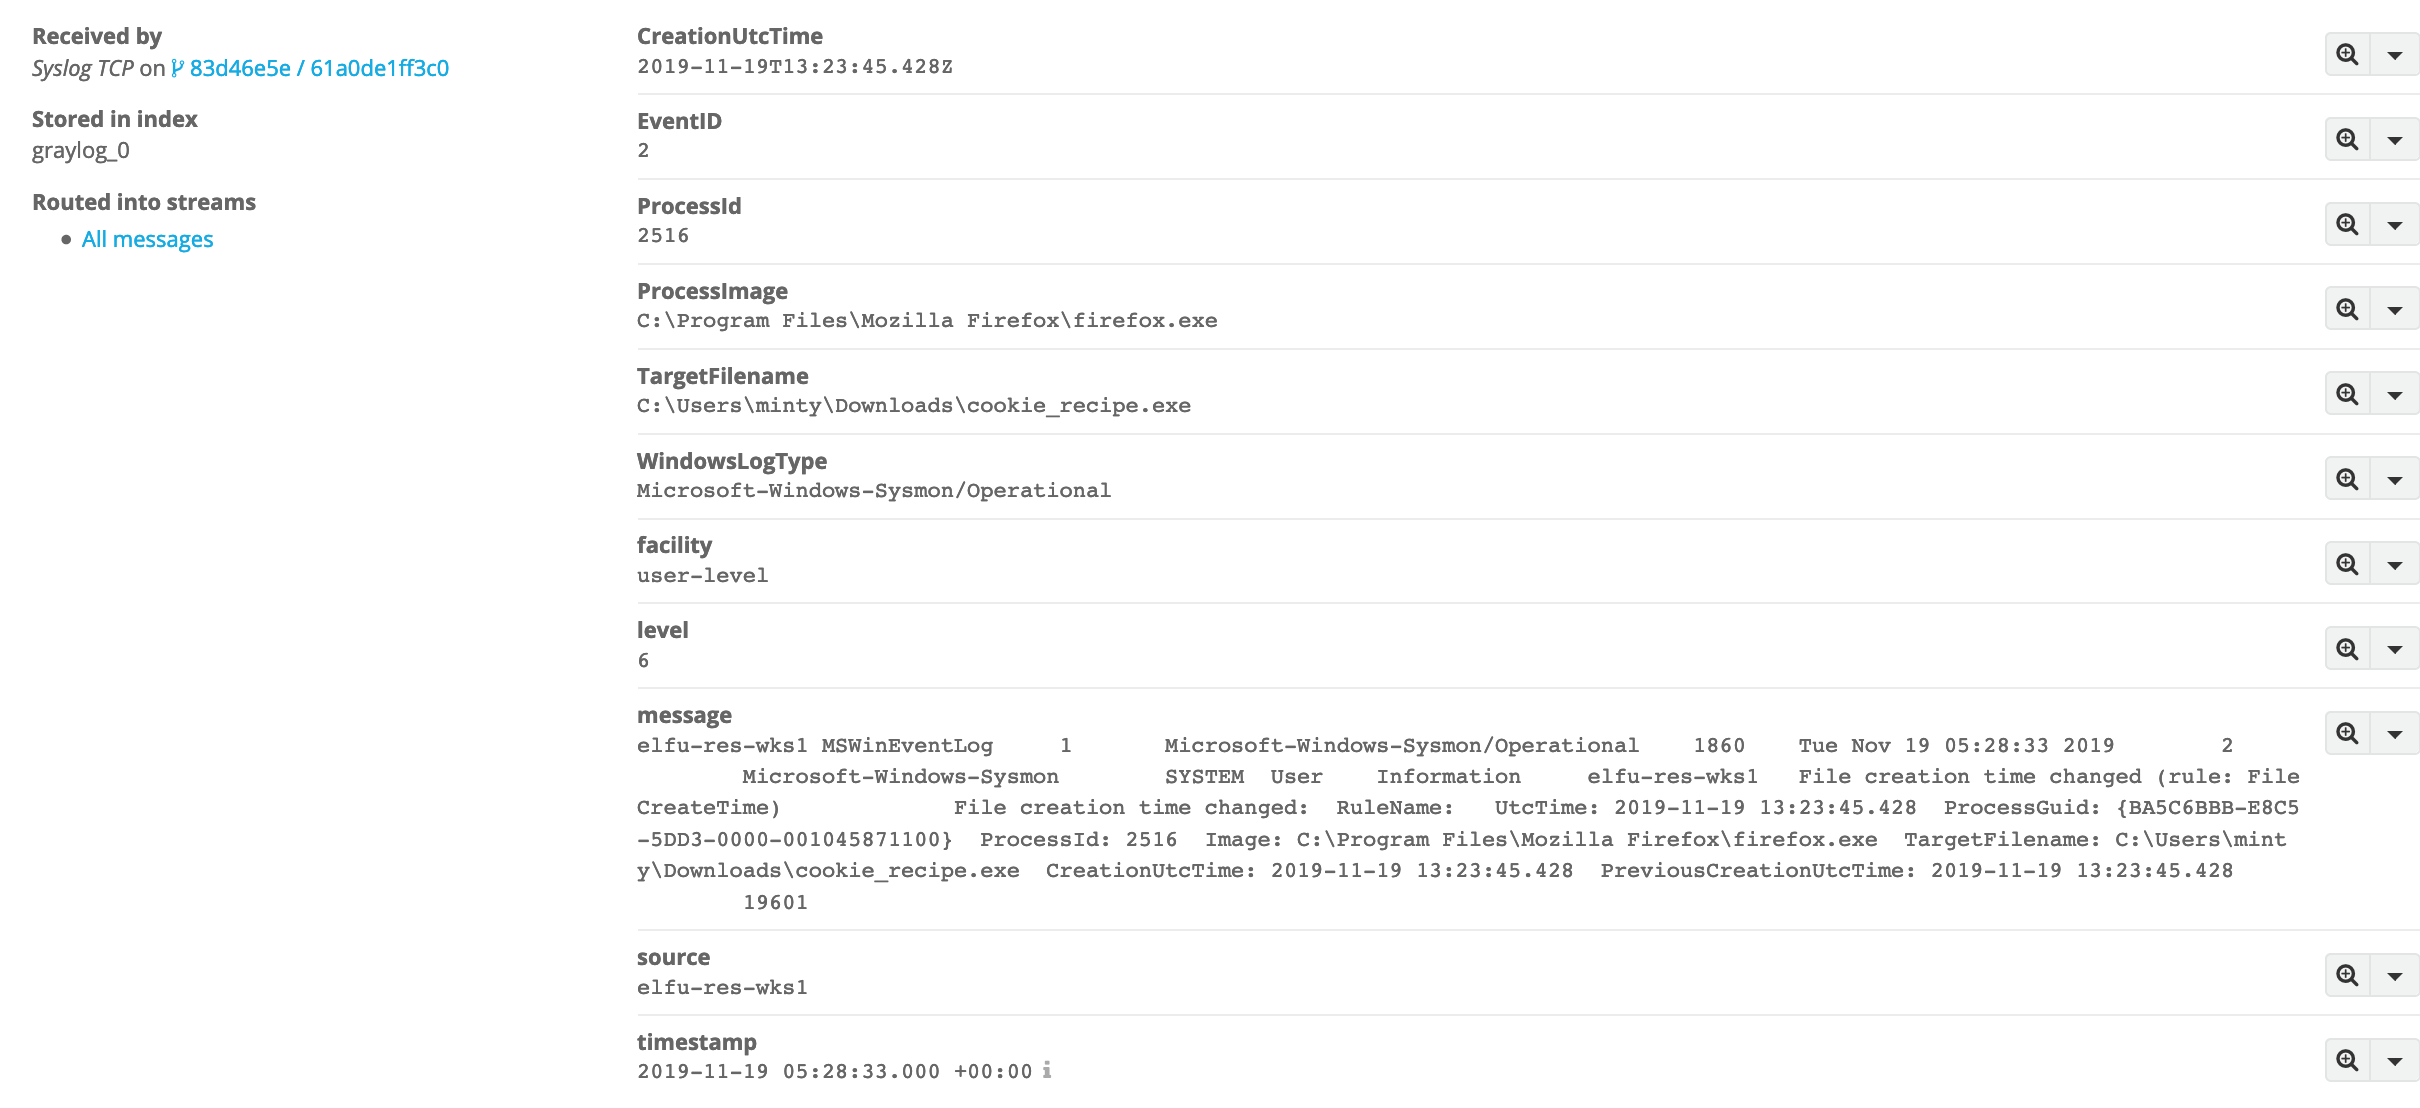 Received by
Syslog TCP on 83d46e5e / 61a0de1ff3c0
Stored in index
graylog_0
Routed into streams
All messages
CreationUtcTime
2019-11-19T13:23:45.428Z
EventID
2
ProcessId
2516
ProcessImage
C:\Program Files\Mozilla Firefox\firefox.exe
TargetFilename
C:\Users\minty\Downloads\cookie_recipe.exe
WindowsLogType
Microsoft-Windows-Sysmon/Operational
facility
user-level
level
6
message
elfu-res-wks1 MSWinEventLog 1 Microsoft-Windows-Sysmon/Operational 1860 Tue Nov 19 05:28:33 2019 2
Microsoft-Windows-Sysmon SYSTEM User Information elfu-res-wks1 File creation time changed (rule: File
CreateTime) File creation time changed: RuleName: UtcTime: 2019-11-19 13:23:45.428 ProcessGuid: {BA5C6BBB-E8C5
-5DD3-0000-001045871100} ProcessId: 2516 Image: C:\Program Files\Mozilla Firefox\firefox.exe TargetFilename: C:\Users\mint
y\Downloads\cookie_recipe.exe CreationUtcTime: 2019-11-19 13:23:45.428 PreviousCreationUtcTime: 2019-11-19 13:23:45.428
19601
source
elfu-res-wks1
timestamp
2019-11-19 05:28:33.000 +00:00